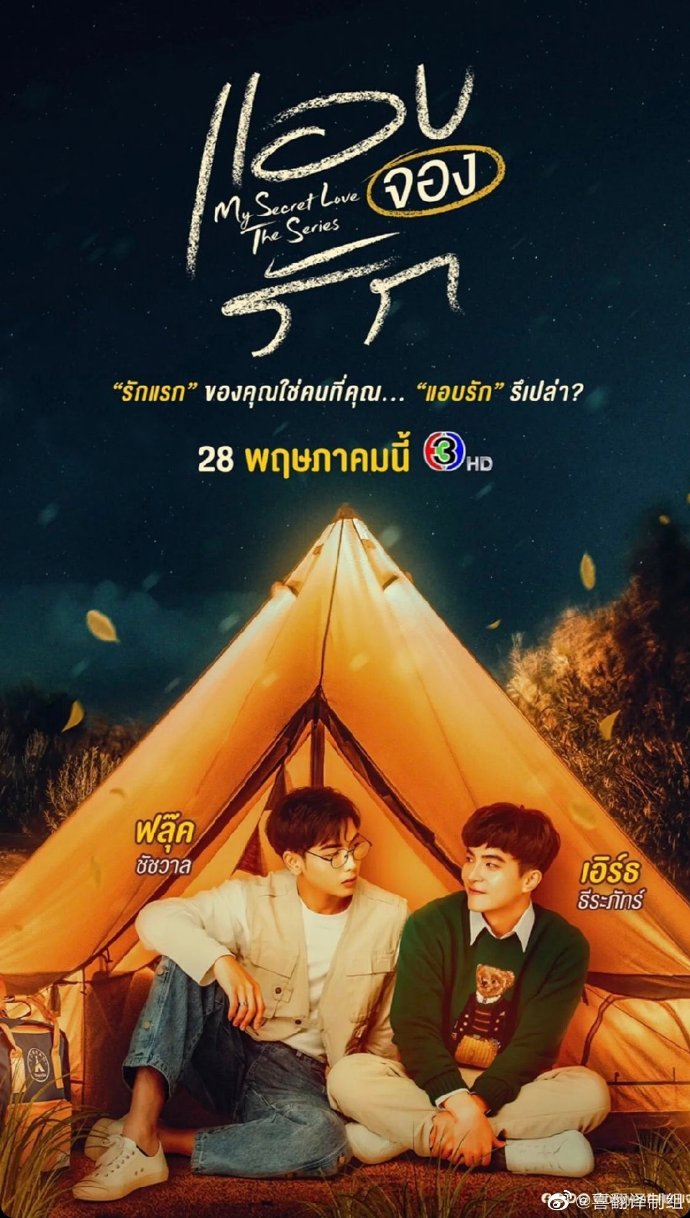 แอบ
จอง
My Secret Love
The Series
รัก
“รักแรก” ของคุณใช่คนที่คุณ... “แอบรัก” รึเปล่า?
28 พฤษภาคมนี้ 3 HD
ฟลุ๊ค
ชัชวาล
เอิร์ธ
ธีระภัทร์
@喜翻译制组